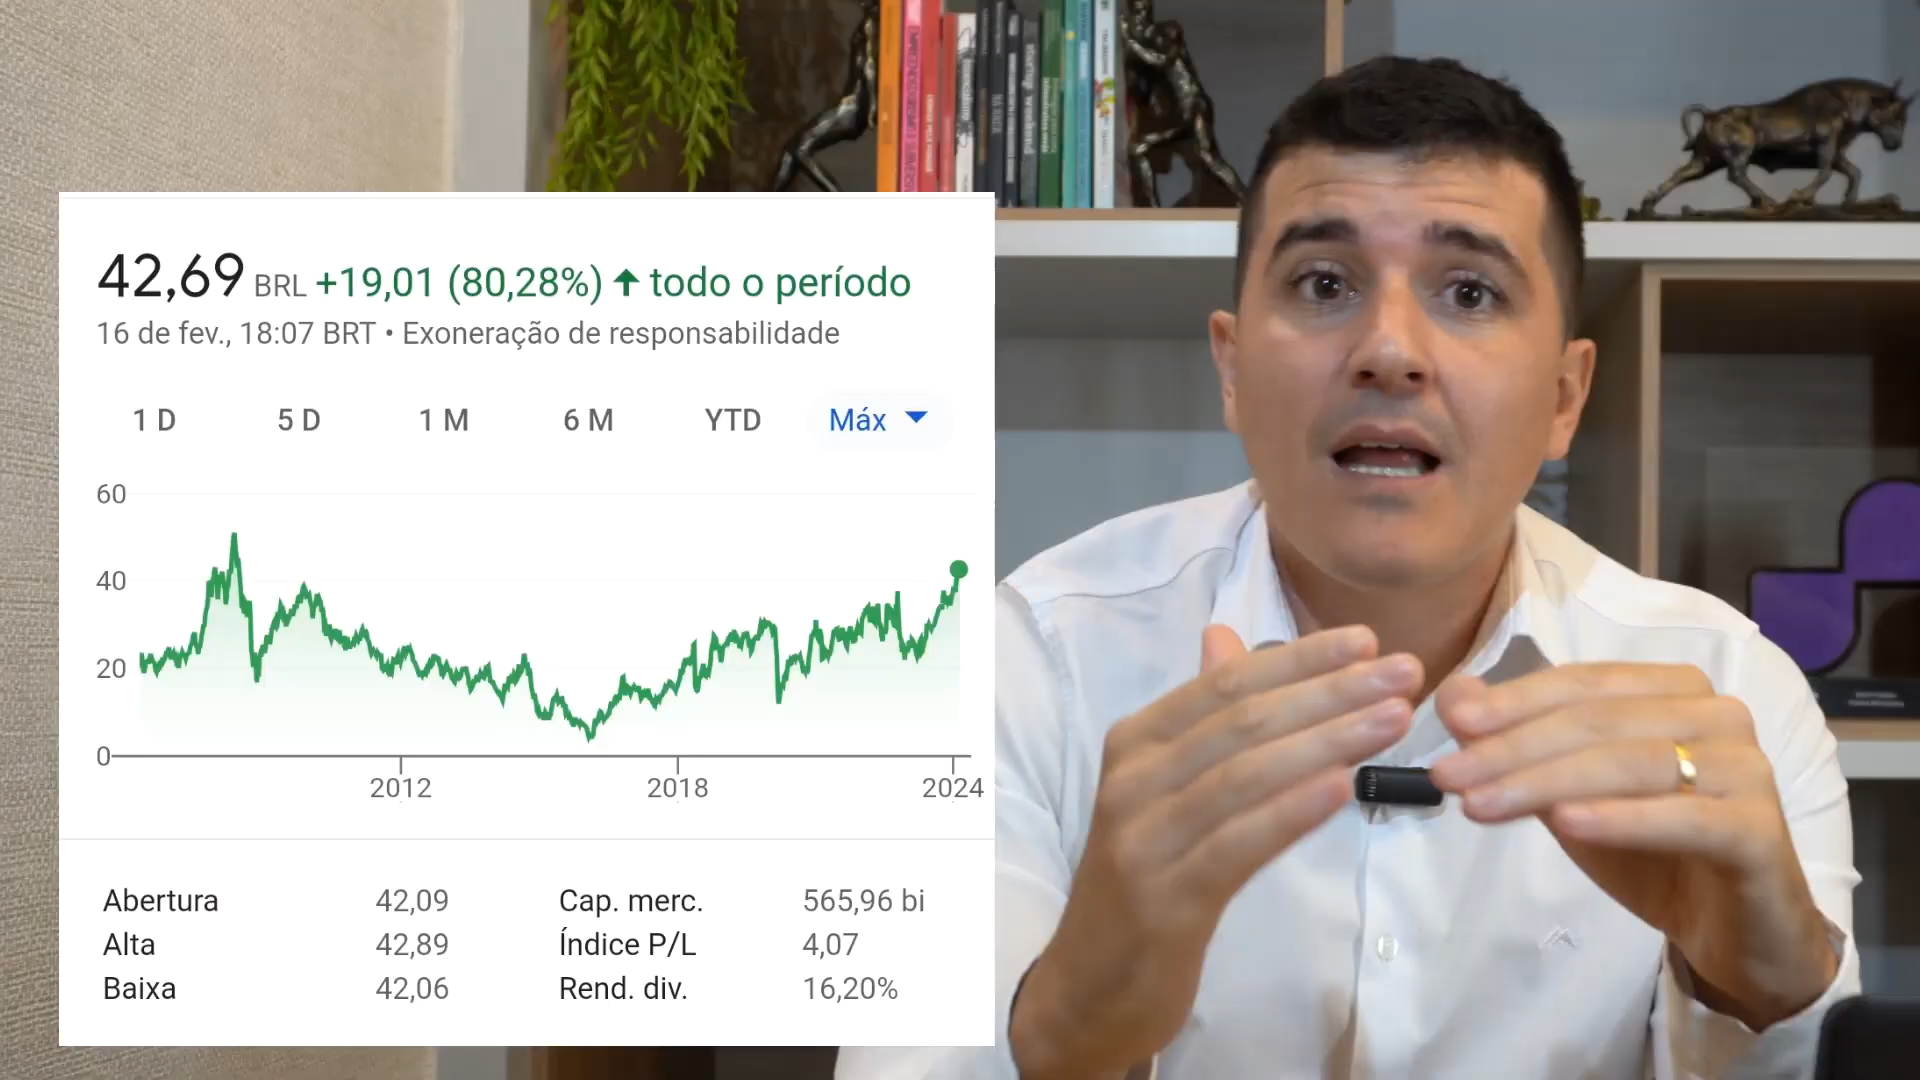 42,69 BRL +19,01 (80,28%) ↑ todo o período
16 de fev., 18:07 BRT • Exoneração de responsabilidade
1 D 5 D 1 M 6 M YTD Máx
60
40
20
0
2012 2018 2024
Abertura 42,09 Cap. merc. 565,96 bi
Alta 42,89 Índice P/L 4,07
Baixa 42,06 Rend. div. 16,20%